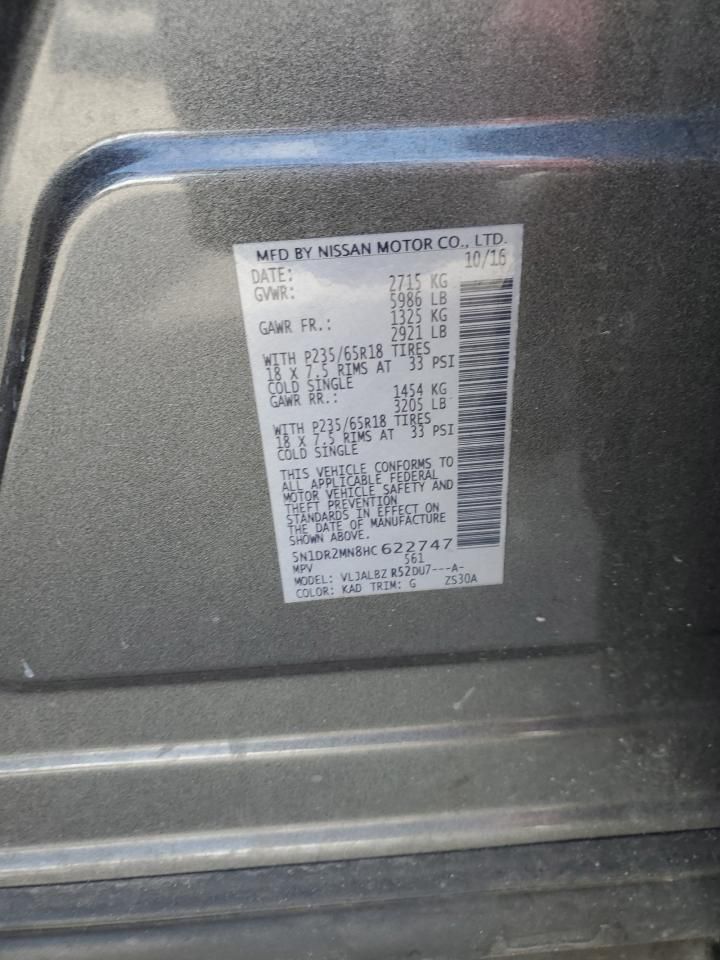 MFD BY NISSAN MOTOR CO., LTD.
DATE: 10/16
GVWR: 2715 KG
5986 LB
GAWR FR.: 1325 KG
2921 LB
WITH P235/65R18 TIRES
18 X 7.5 RIMS AT 33 PSI
COLD SINGLE
GAWR RR.: 1454 KG
3205 LB
WITH P235/65R18 TIRES
18 X 7.5 RIMS AT 33 PSI
COLD SINGLE
THIS VEHICLE CONFORMS TO
ALL APPLICABLE FEDERAL
MOTOR VEHICLE SAFETY AND
THEFT PREVENTION
STANDARDS IN EFFECT ON
THE DATE OF MANUFACTURE
SHOWN ABOVE.
5N1DR2MN8HC622747
MPV 561
MODEL: VLJALBZ R52DU7---A-
COLOR: KAD TRIM: G ZS30A